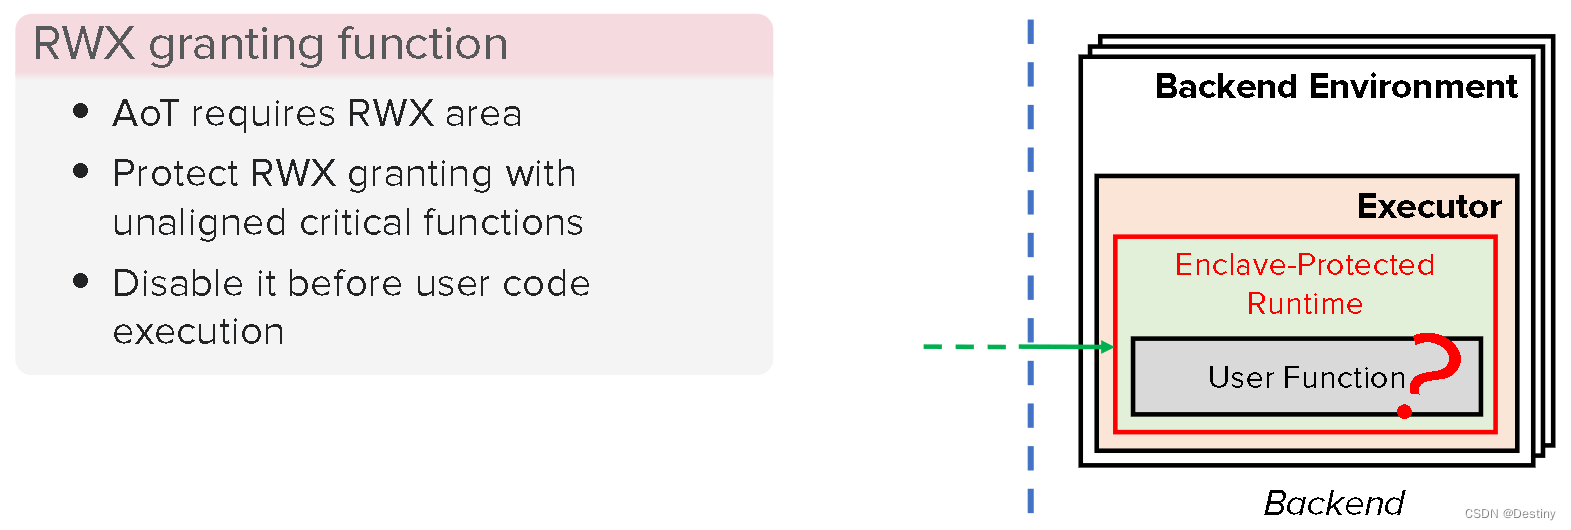 RWX granting function
• AoT requires RWX area
• Protect RWX granting with
unaligned critical functions
• Disable it before user code
execution
Backend Environment
Executor
Enclave-Protected
Runtime
User Function
?
Backend
CSDN @Destiny